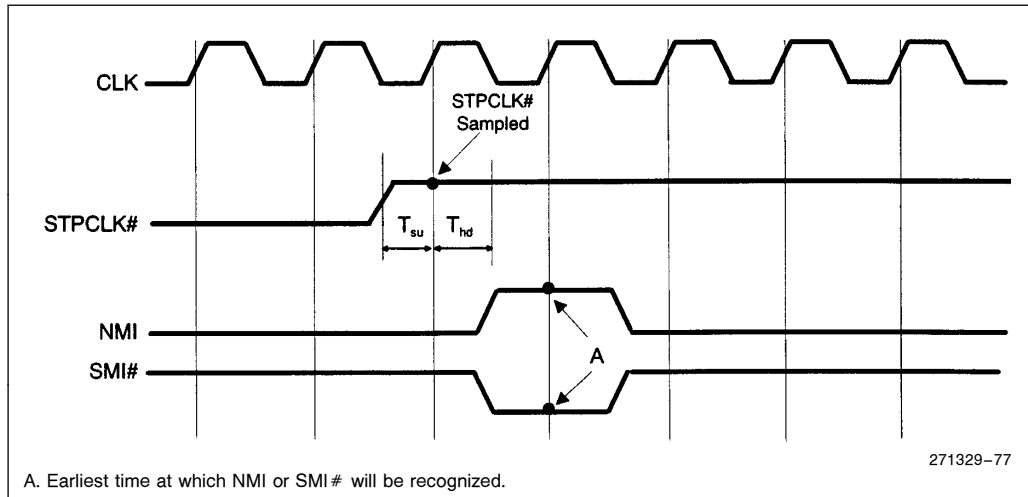 CLK
STPCLK#
Sampled
STPCLK#
Tsu
Thd
NMI
A
SMI#
271329–77
A. Earliest time at which NMI or SMI# will be recognized.